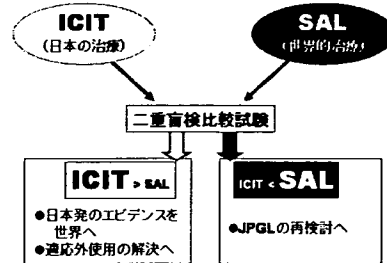 ICIT
(日本の治療)
SAL
(世界的治療)
二重盲検比較試験
ICIT > SAL
●日本発のエビデンスを
世界へ
●適応外使用の解決へ
ICIT < SAL
●JPGLの再検討へ